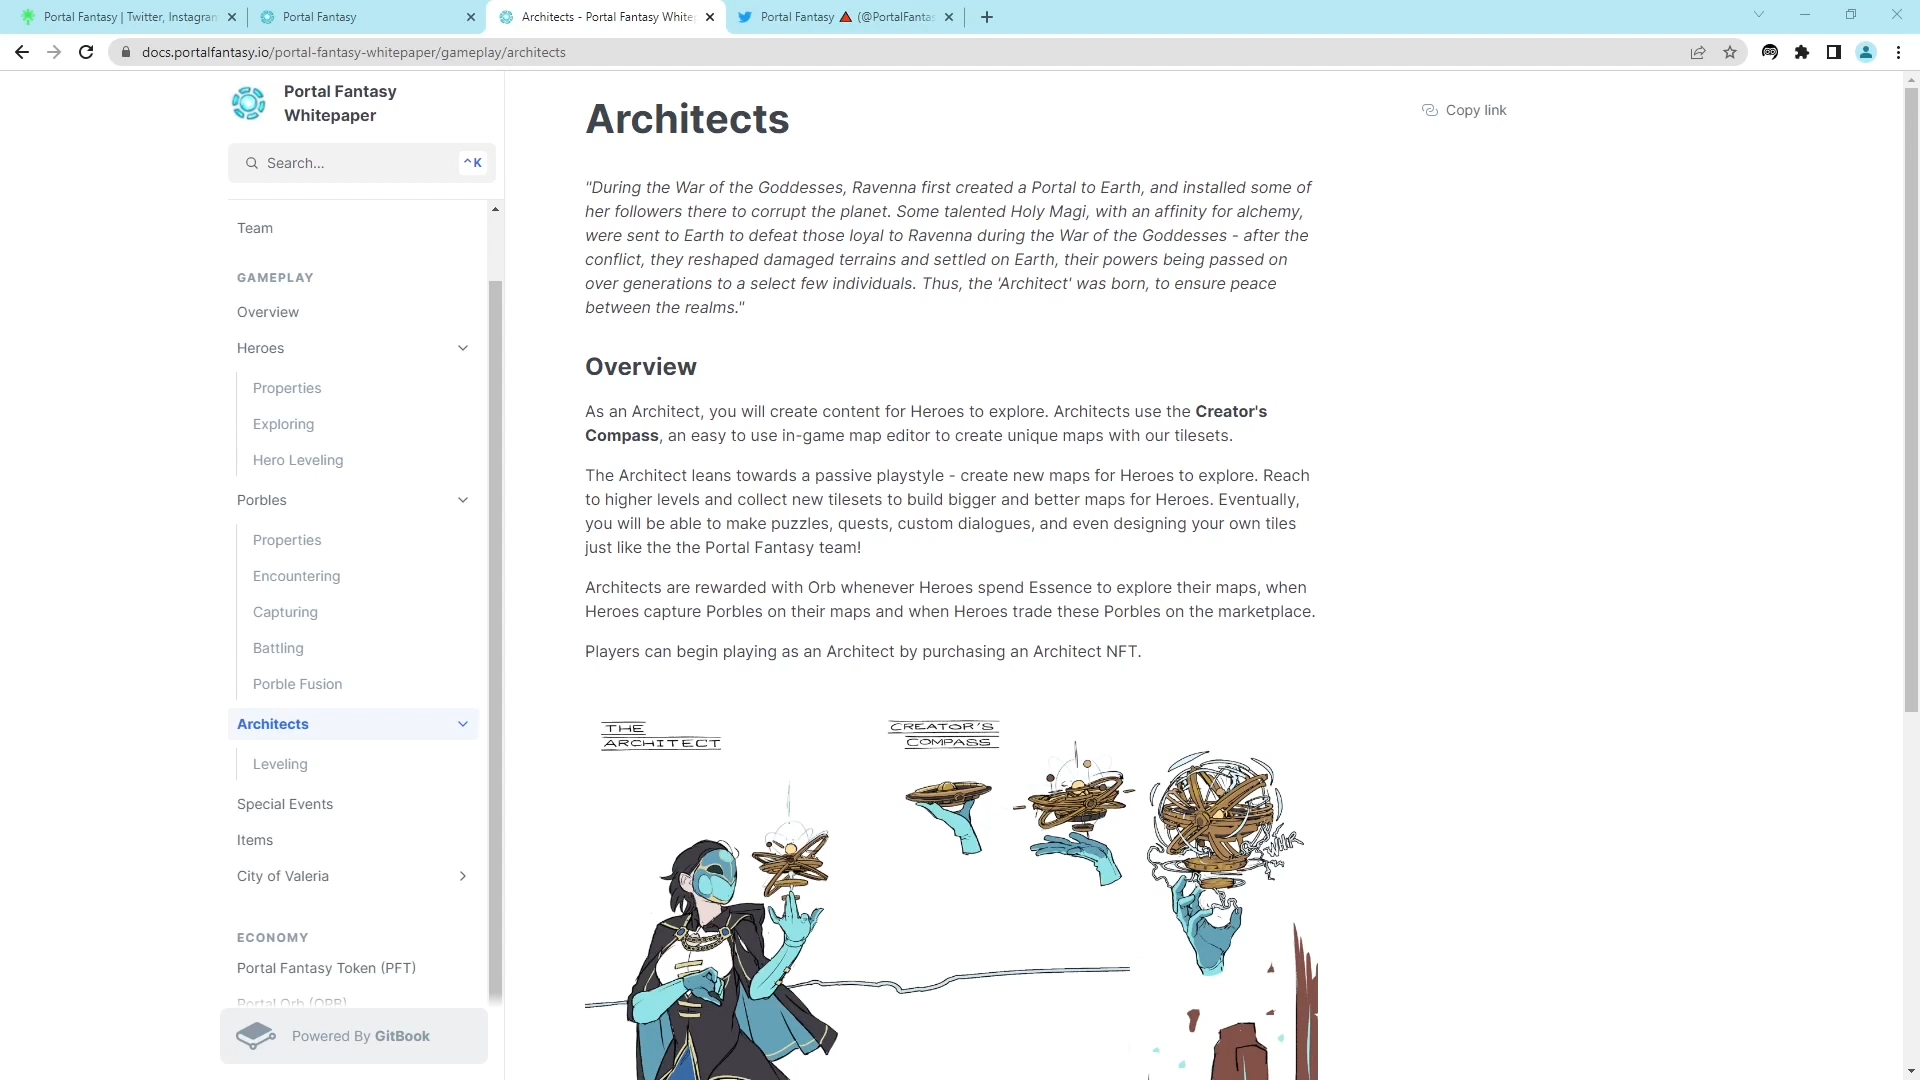 Portal Fantasy | Twitter, Instagran
Portal Fantasy
Architects - Portal Fantasy White
Portal Fantasy 🔺 (@PortalFantas
docs.portalfantasy.io/portal-fantasy-whitepaper/gameplay/architects
Portal Fantasy
Whitepaper
Search...
^K
Team
GAMEPLAY
Overview
Heroes
Properties
Exploring
Hero Leveling
Porbles
Properties
Encountering
Capturing
Battling
Porble Fusion
Architects
Leveling
Special Events
Items
City of Valeria
ECONOMY
Portal Fantasy Token (PFT)
Portal Orb (ORB)
Powered By GitBook
Architects
Copy link
"During the War of the Goddesses, Ravenna first created a Portal to Earth, and installed some of
her followers there to corrupt the planet. Some talented Holy Magi, with an affinity for alchemy,
were sent to Earth to defeat those loyal to Ravenna during the War of the Goddesses - after the
conflict, they reshaped damaged terrains and settled on Earth, their powers being passed on
over generations to a select few individuals. Thus, the 'Architect' was born, to ensure peace
between the realms."
Overview
As an Architect, you will create content for Heroes to explore. Architects use the Creator's
Compass, an easy to use in-game map editor to create unique maps with our tilesets.
The Architect leans towards a passive playstyle - create new maps for Heroes to explore. Reach
to higher levels and collect new tilesets to build bigger and better maps for Heroes. Eventually,
you will be able to make puzzles, quests, custom dialogues, and even designing your own tiles
just like the the Portal Fantasy team!
Architects are rewarded with Orb whenever Heroes spend Essence to explore their maps, when
Heroes capture Porbles on their maps and when Heroes trade these Porbles on the marketplace.
Players can begin playing as an Architect by purchasing an Architect NFT.
THE
ARCHITECT
CREATOR'S
COMPASS